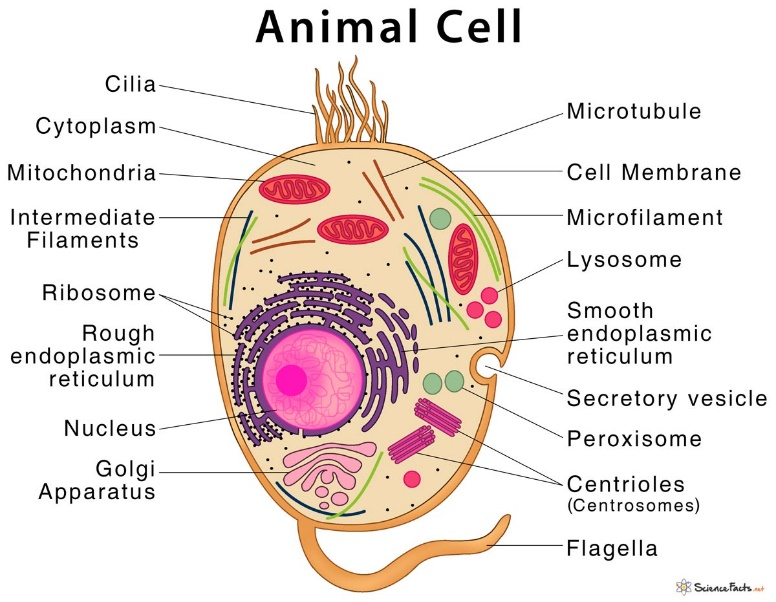 Animal Cell
Cilia
Cytoplasm
Mitochondria
Intermediate
Filaments
Ribosome
Rough
endoplasmic
reticulum
Nucleus
Golgi
Apparatus
Microtubule
Cell Membrane
Microfilament
Lysosome
Smooth
endoplasmic
reticulum
Secretory vesicle
Peroxisome
Centrioles
(Centrosomes)
Flagella
ScienceFacts.net